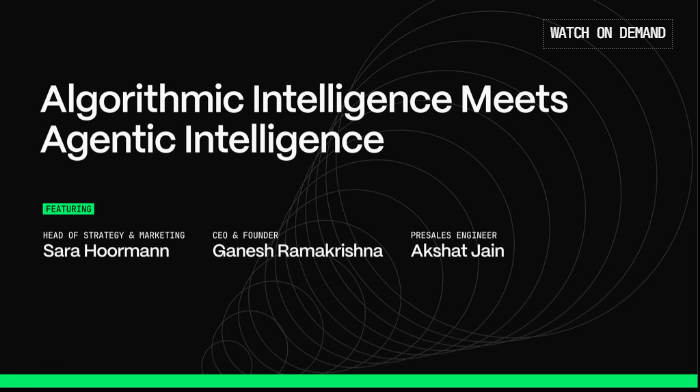 WATCH ON DEMAND
Algorithmic Intelligence Meets
Agentic Intelligence
FEATURING
HEAD OF STRATEGY & MARKETING
Sara Hoormann
CEO & FOUNDER
Ganesh Ramakrishna
PRESALES ENGINEER
Akshat Jain